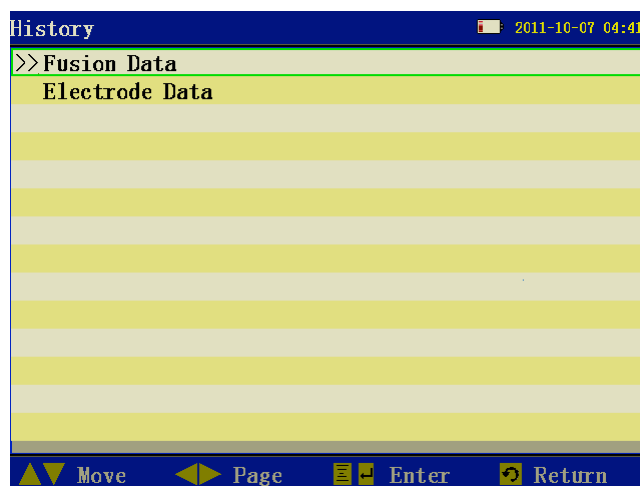 History 2011-10-07 04:41
>>Fusion Data
Electrode Data
Move Page Enter Return